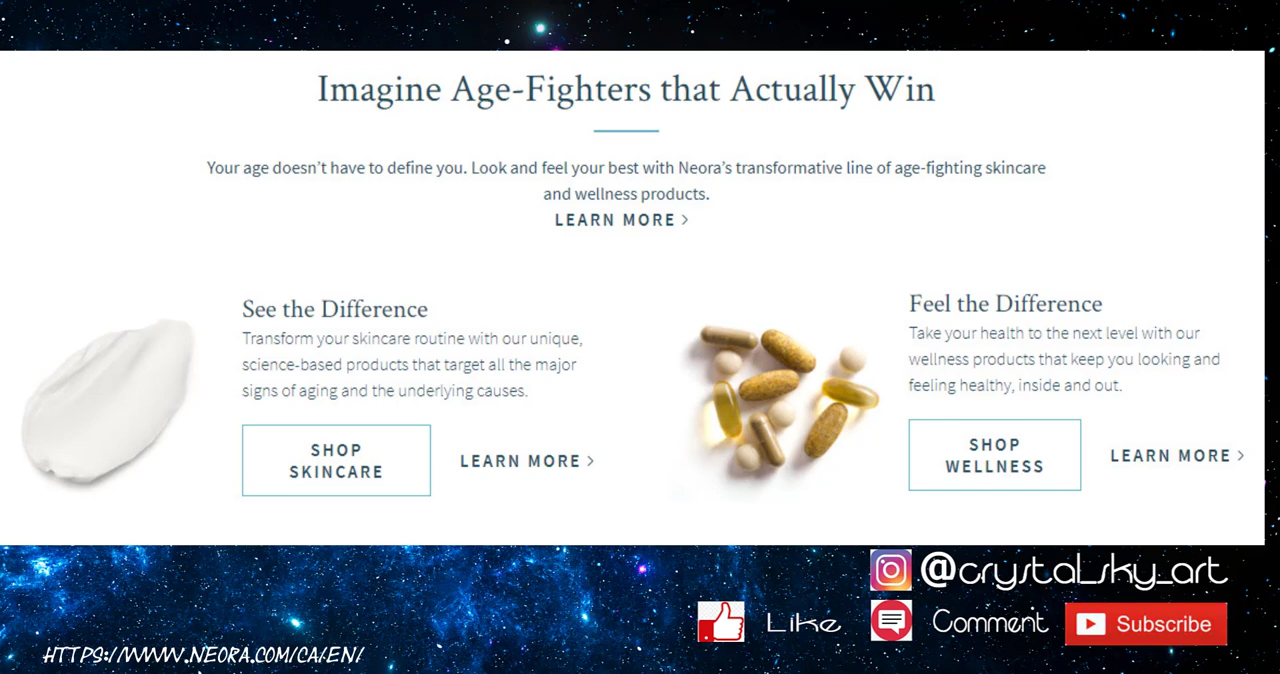 Imagine Age-Fighters that Actually Win
Your age doesn't have to define you. Look and feel your best with Neora's transformative line of age-fighting skincare
and wellness products.
LEARN MORE >
See the Difference
Transform your skincare routine with our unique,
science-based products that target all the major
signs of aging and the underlying causes.
SHOP
SKINCARE
LEARN MORE >
Feel the Difference
Take your health to the next level with our
wellness products that keep you looking and
feeling healthy, inside and out.
SHOP
WELLNESS
LEARN MORE >
@crystal_sky_art
Like
Comment
Subscribe
HTTPS://WWW.NEORA.COM/CA/EN/